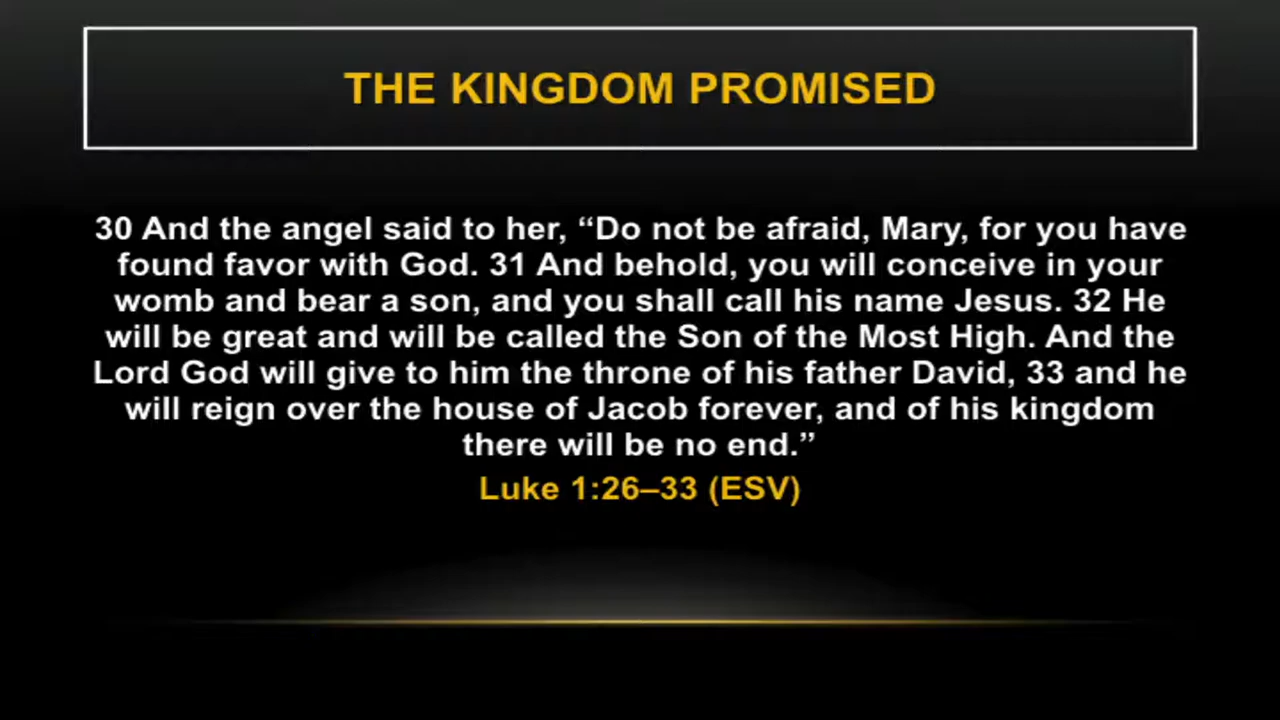 THE KINGDOM PROMISED
30 And the angel said to her, “Do not be afraid, Mary, for you have
found favor with God. 31 And behold, you will conceive in your
womb and bear a son, and you shall call his name Jesus. 32 He
will be great and will be called the Son of the Most High. And the
Lord God will give to him the throne of his father David, 33 and he
will reign over the house of Jacob forever, and of his kingdom
there will be no end.”
Luke 1:26–33 (ESV)